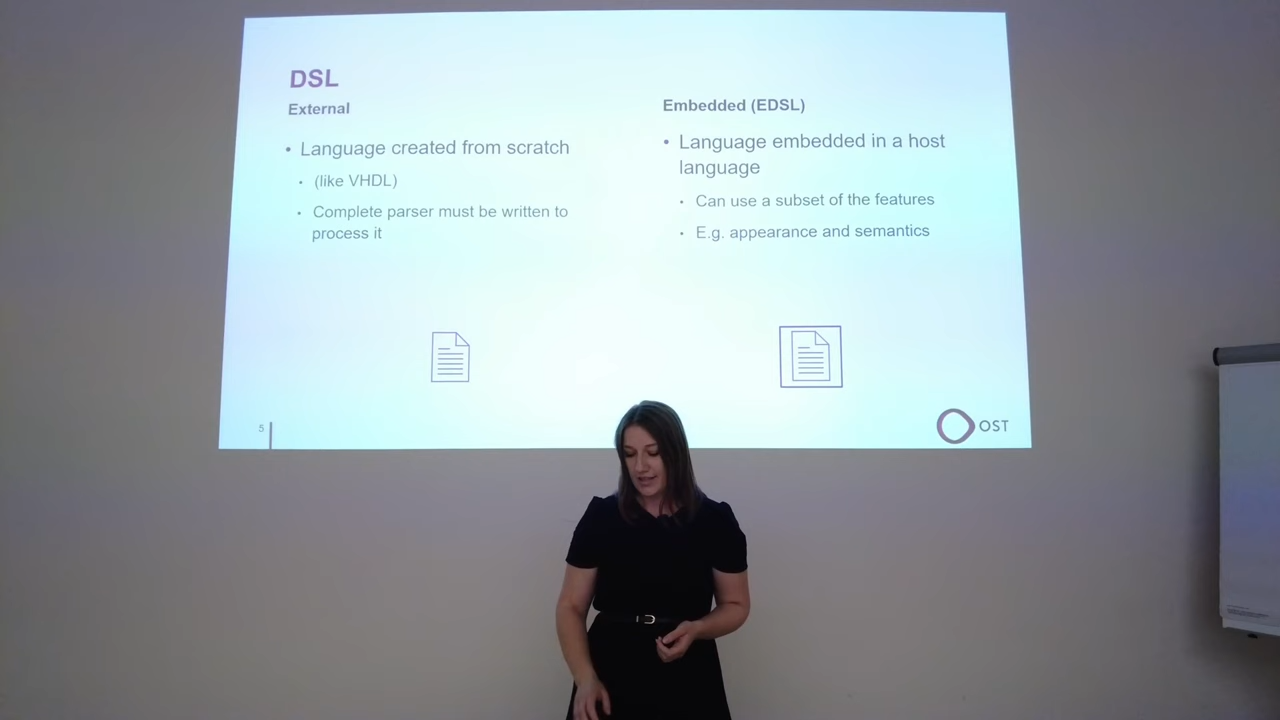 DSL
External
• Language created from scratch
• (like VHDL)
• Complete parser must be written to
process it
Embedded (EDSL)
• Language embedded in a host
language
• Can use a subset of the features
• E.g. appearance and semantics
5
OST